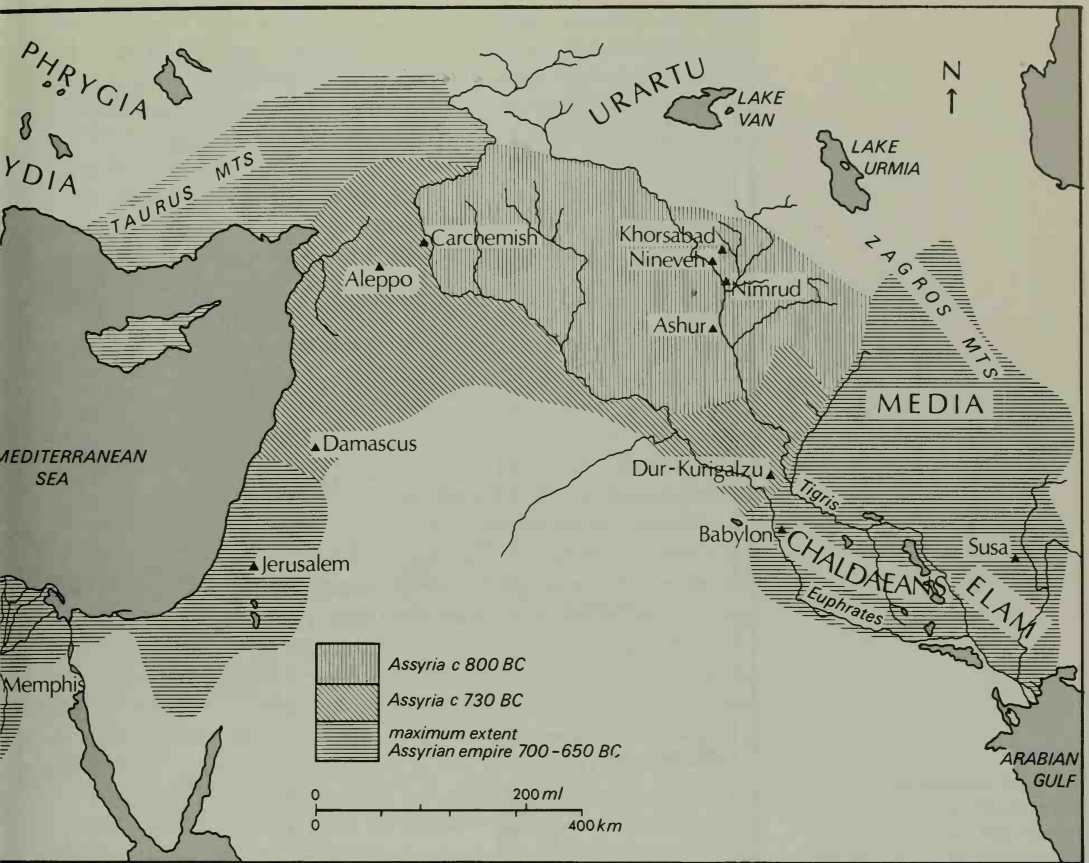 PHRYGIA
URARTU
N
LAKE
VAN
YDIA
TAURUS MTS
LAKE
URMIA
Carchemish
Khorsabad
Nineveh
Aleppo
Nimrud
ZAGROS MTS
Ashur
MEDIA
Damascus
MEDITERRANEAN
SEA
Dur-Kurigalzu
Tigris
Babylon
CHALDAEANS
Susa
Jerusalem
ELAM
Euphrates
Assyria c 800 BC
Memphis
Assyria c 730 BC
maximum extent
Assyrian empire 700-650 BC
ARABIAN
GULF
0 200 ml
0 400 km